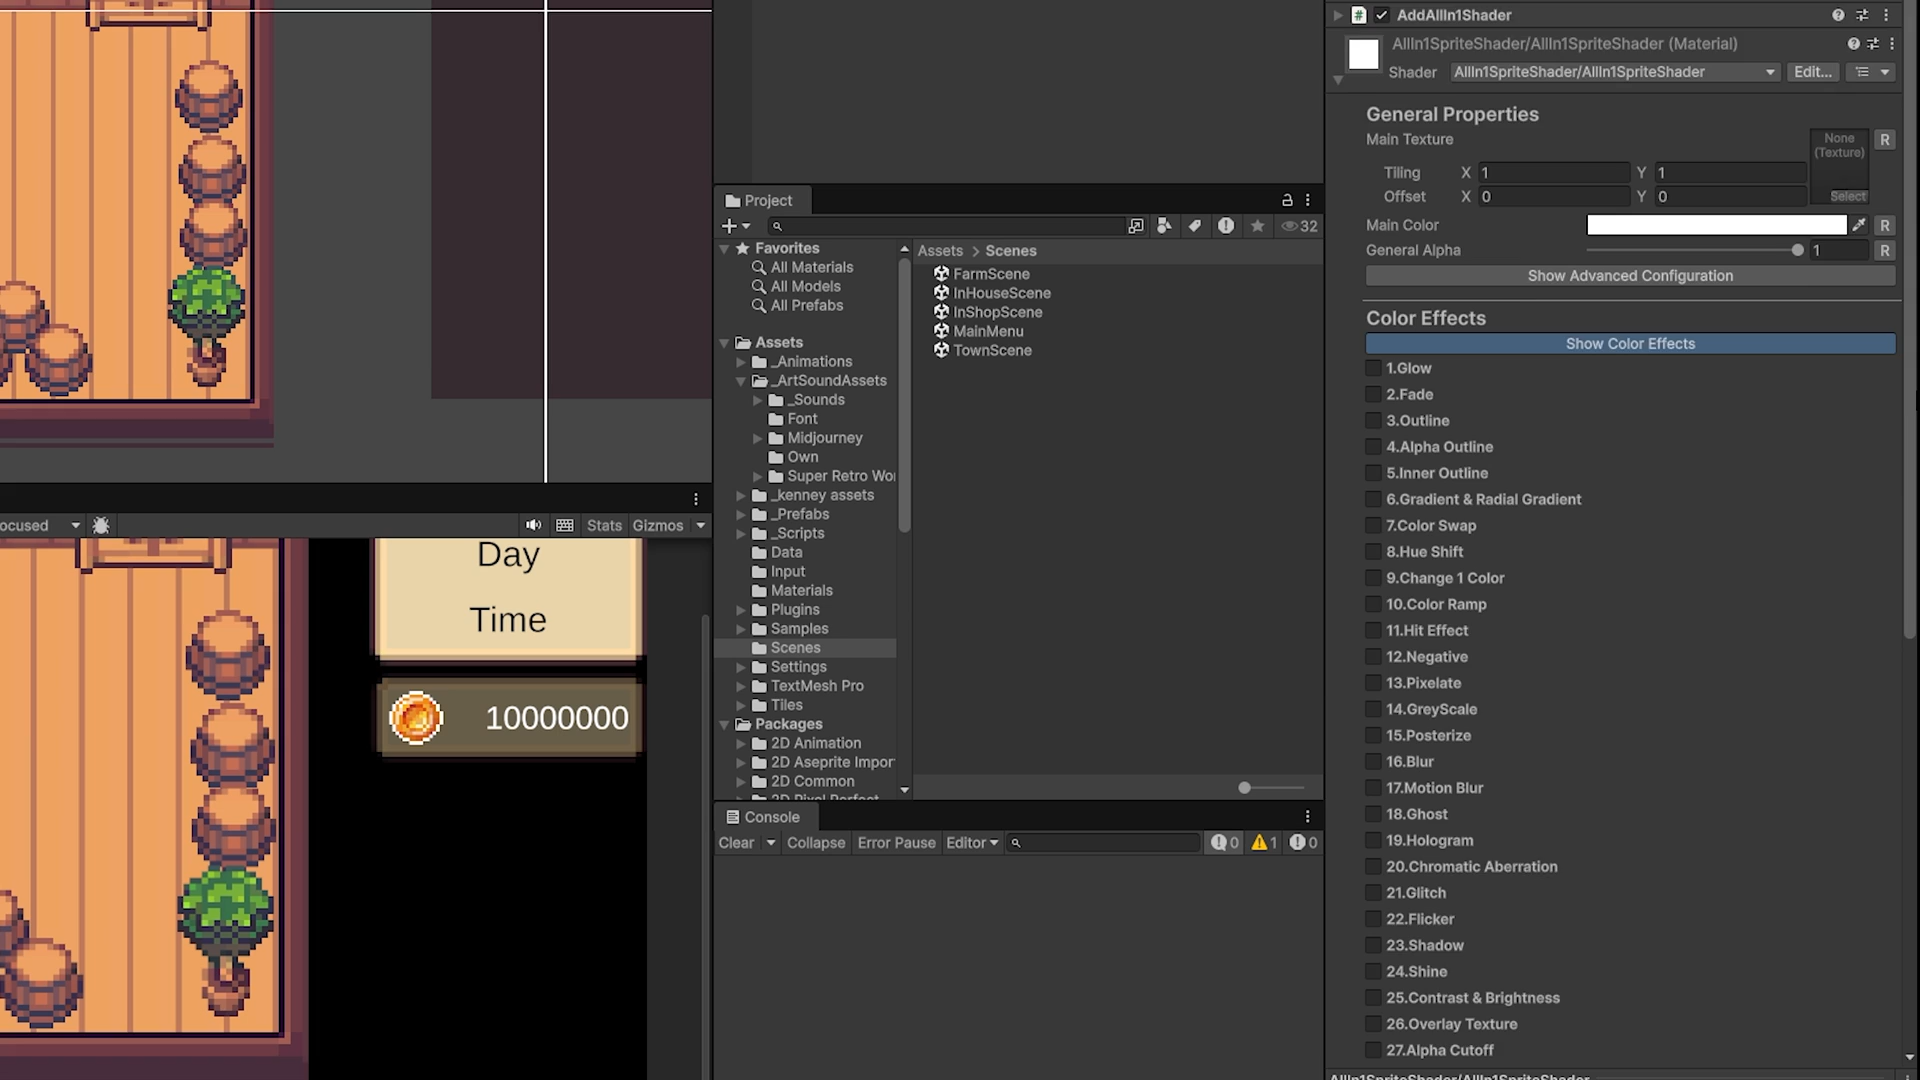 ocused
Stats
Gizmos
Day
Time
10000000
Project
32
Favorites
All Materials
All Models
All Prefabs
Assets
_Animations
_ArtSoundAssets
_Sounds
Font
Midjourney
Own
Super Retro Wo
_kenney assets
_Prefabs
_Scripts
Data
Input
Materials
Plugins
Samples
Scenes
Settings
TextMesh Pro
Tiles
Packages
2D Animation
2D Aseprite Impor
2D Common
2D Pixel Perfect
Assets > Scenes
FarmScene
InHouseScene
InShopScene
MainMenu
TownScene
Console
Clear Collapse Error Pause Editor 0 1 0
# AddAllIn1Shader
AllIn1SpriteShader/AllIn1SpriteShader (Material)
Shader AllIn1SpriteShader/AllIn1SpriteShader Edit...
General Properties
Main Texture None (Texture) R
Tiling X 1 Y 1
Offset X 0 Y 0 Select
Main Color R
General Alpha 1 R
Show Advanced Configuration
Color Effects
Show Color Effects
1.Glow
2.Fade
3.Outline
4.Alpha Outline
5.Inner Outline
6.Gradient & Radial Gradient
7.Color Swap
8.Hue Shift
9.Change 1 Color
10.Color Ramp
11.Hit Effect
12.Negative
13.Pixelate
14.GreyScale
15.Posterize
16.Blur
17.Motion Blur
18.Ghost
19.Hologram
20.Chromatic Aberration
21.Glitch
22.Flicker
23.Shadow
24.Shine
25.Contrast & Brightness
26.Overlay Texture
27.Alpha Cutoff
AllIn1SpriteShader/AllIn1SpriteShader